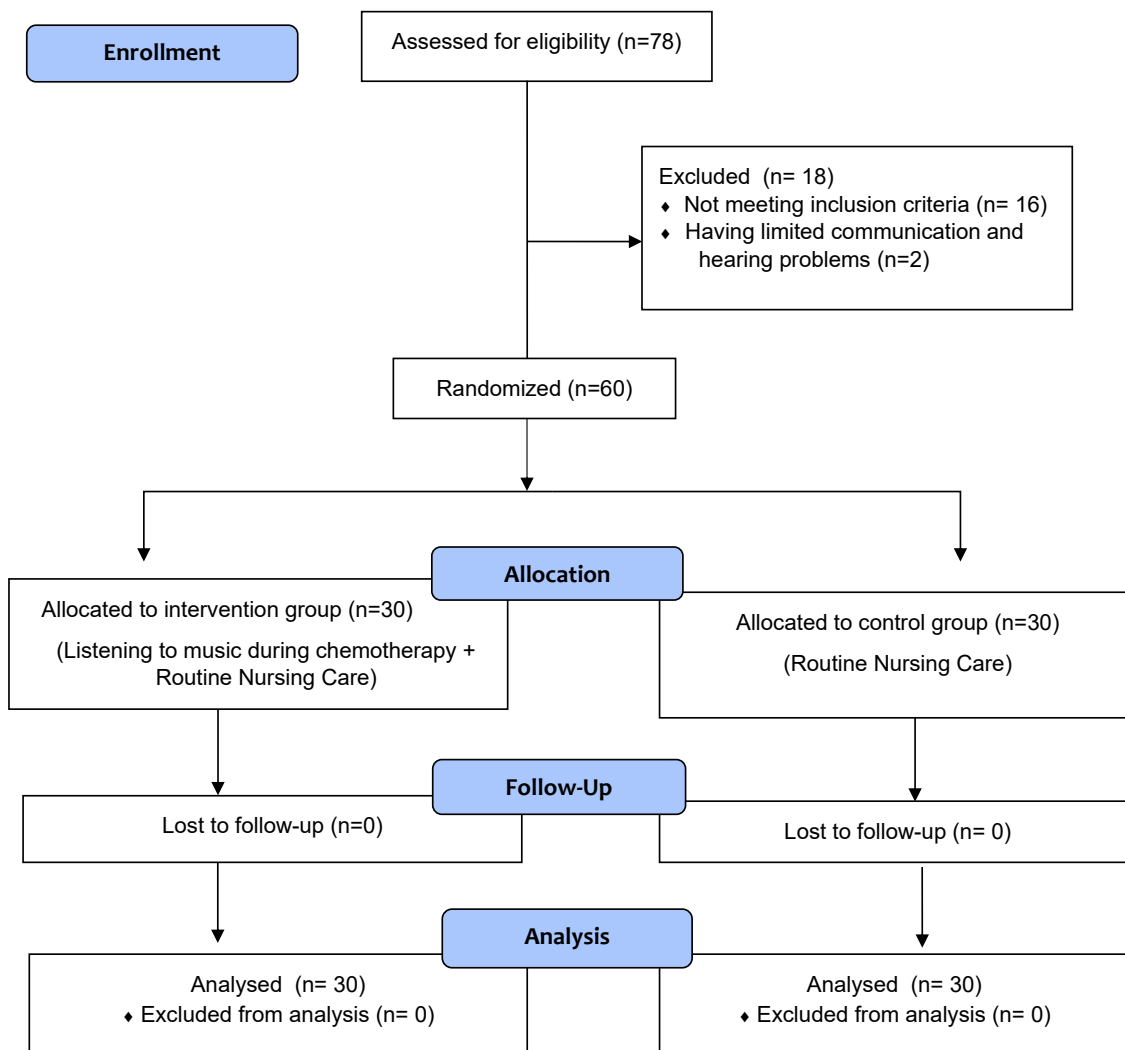 Enrollment
Assessed for eligibility (n=78)
Excluded (n= 18)
♦ Not meeting inclusion criteria (n= 16)
♦ Having limited communication and
hearing problems (n=2)
Randomized (n=60)
Allocation
Allocated to intervention group (n=30)
(Listening to music during chemotherapy +
Routine Nursing Care)
Allocated to control group (n=30)
(Routine Nursing Care)
Follow-Up
Lost to follow-up (n=0)
Lost to follow-up (n= 0)
Analysis
Analysed (n= 30)
♦ Excluded from analysis (n= 0)
Analysed (n= 30)
♦ Excluded from analysis (n= 0)